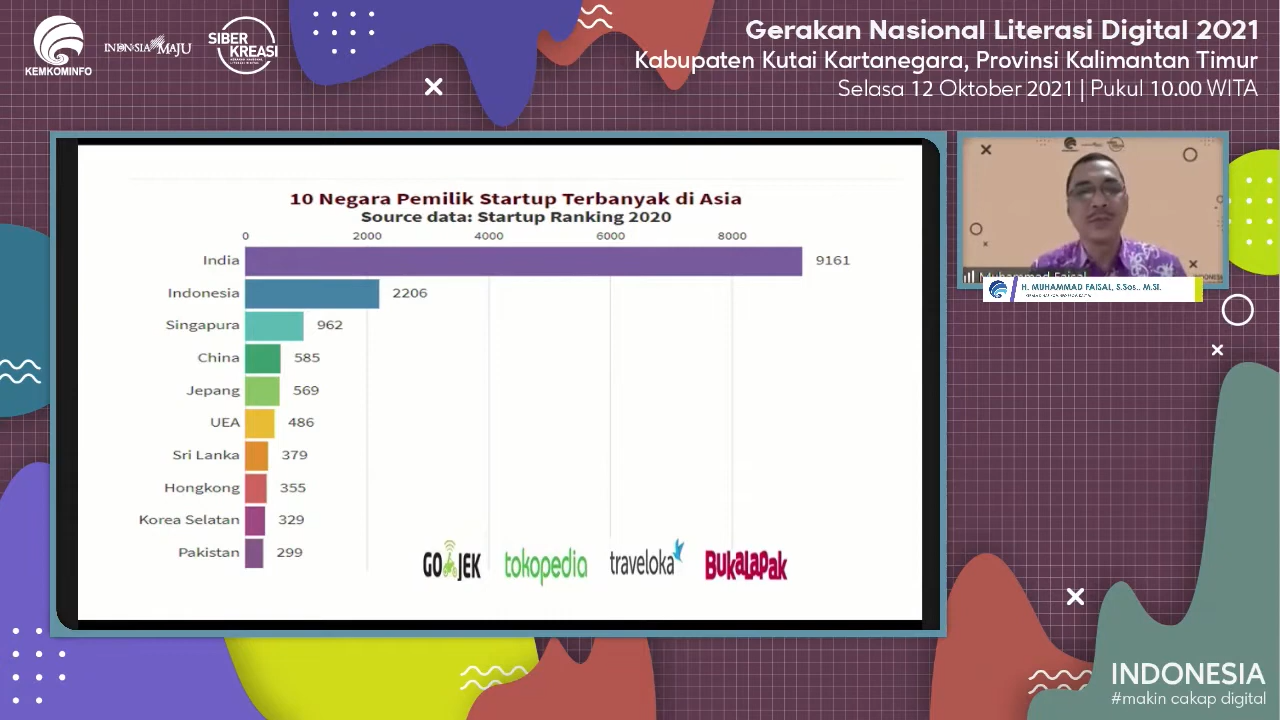 KEMKOMINFO
INDONESIA MAJU
SIBER
KREASI
Gerakan Nasional Literasi Digital 2021
Kabupaten Kutai Kartanegara, Provinsi Kalimantan Timur
Selasa 12 Oktober 2021 | Pukul 10.00 WITA
10 Negara Pemilik Startup Terbanyak di Asia
Source data: Startup Ranking 2020
0 2000 4000 6000 8000
India 9161
Indonesia 2206
Singapura 962
China 585
Jepang 569
UEA 486
Sri Lanka 379
Hongkong 355
Korea Selatan 329
Pakistan 299
GOJEK tokopedia traveloka BUKALAPAK
Muhammad Faisal
H. MUHAMMAD FAISAL, S.Sos., M.SI.
INDONESIA
#makin cakap digital